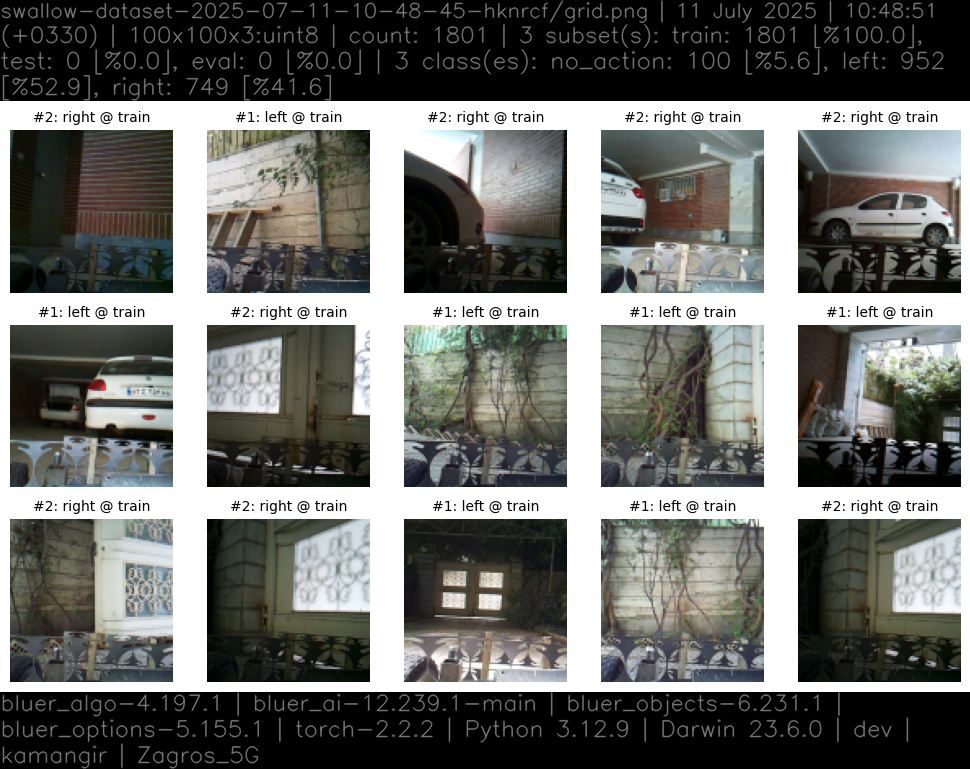 swallow-dataset-2025-07-11-10-48-45-hknrcf/grid.png | 11 July 2025 | 10:48:51
(+0330) | 100x100x3:uint8 | count: 1801 | 3 subset(s): train: 1801 [%100.0],
test: 0 [%0.0], eval: 0 [%0.0] | 3 class(es): no_action: 100 [%5.6], left: 952
[%52.9], right: 749 [%41.6]
#2: right @ train #1: left @ train #2: right @ train #2: right @ train #2: right @ train
#1: left @ train #2: right @ train #1: left @ train #1: left @ train #1: left @ train
#2: right @ train #2: right @ train #1: left @ train #1: left @ train #2: right @ train
bluer_algo-4.197.1 | bluer_ai-12.239.1-main | bluer_objects-6.231.1 |
bluer_options-5.155.1 | torch-2.2.2 | Python 3.12.9 | Darwin 23.6.0 | dev |
kamangir | Zagros_5G